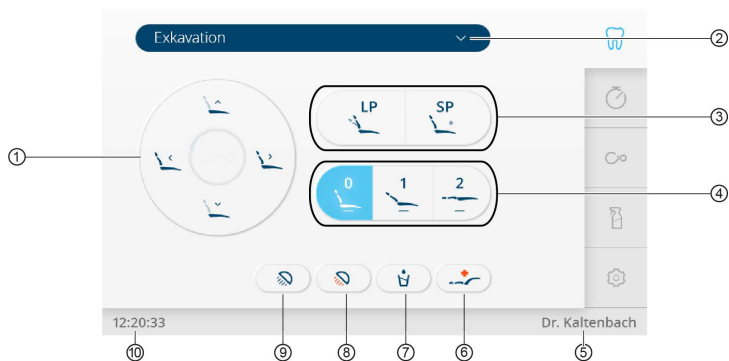 Exkavation
②
③
LP SP
①
④
0 1 2
12:20:33 Dr. Kaltenbach
⑩ ⑨ ⑧ ⑦ ⑥ ⑤